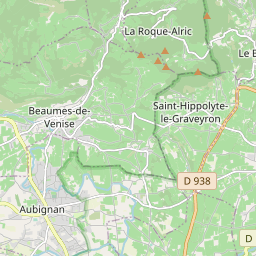 La Roque-Alric
Le B
Beaumes-de-
Venise
Saint-Hippolyte-
le-Graveyron
D 938
Aubignan